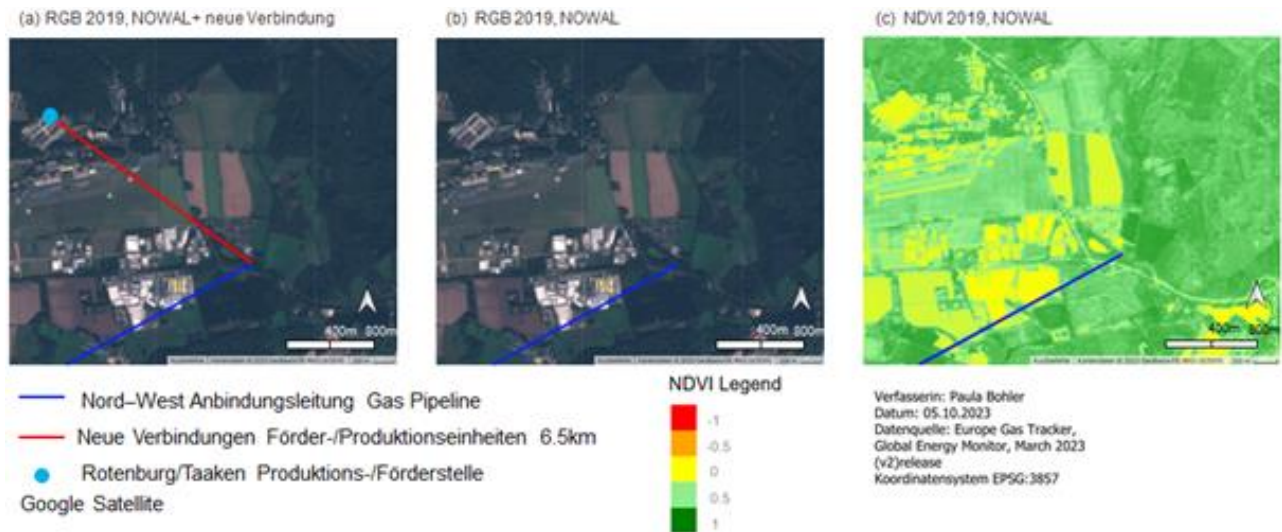 (a) RGB 2019, NOWAL+ neue Verbindung
(b) RGB 2019, NOWAL
(c) NDVI 2019, NOWAL
400m 800m
400m 800m
400m 800m
Nord–West Anbindungsleitung Gas Pipeline
Neue Verbindungen Förder-/Produktionseinheiten 6.5km
Rotenburg/Taaken Produktions-/Förderstelle
Google Satellite
NDVI Legend
-1
-0.5
0
0.5
1
Verfasserin: Paula Bohler
Datum: 05.10.2023
Datenquelle: Europe Gas Tracker,
Global Energy Monitor, March 2023
(v2)release
Koordinatensystem EPSG:3857